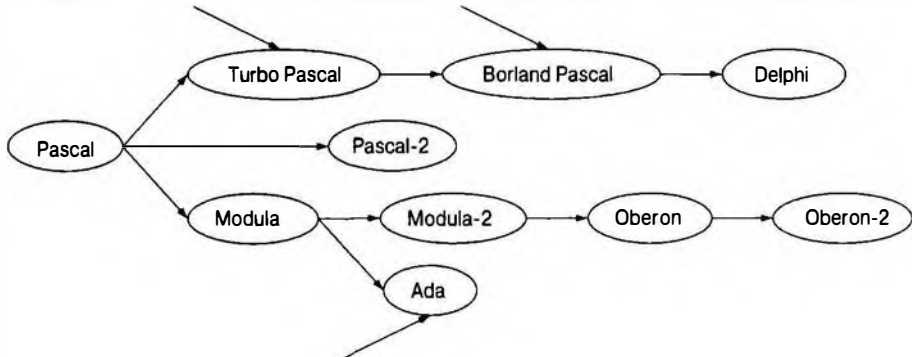 Turbo Pascal
Borland Pascal
Delphi
Pascal
Pascal-2
Modula
Modula-2
Oberon
Oberon-2
Ada